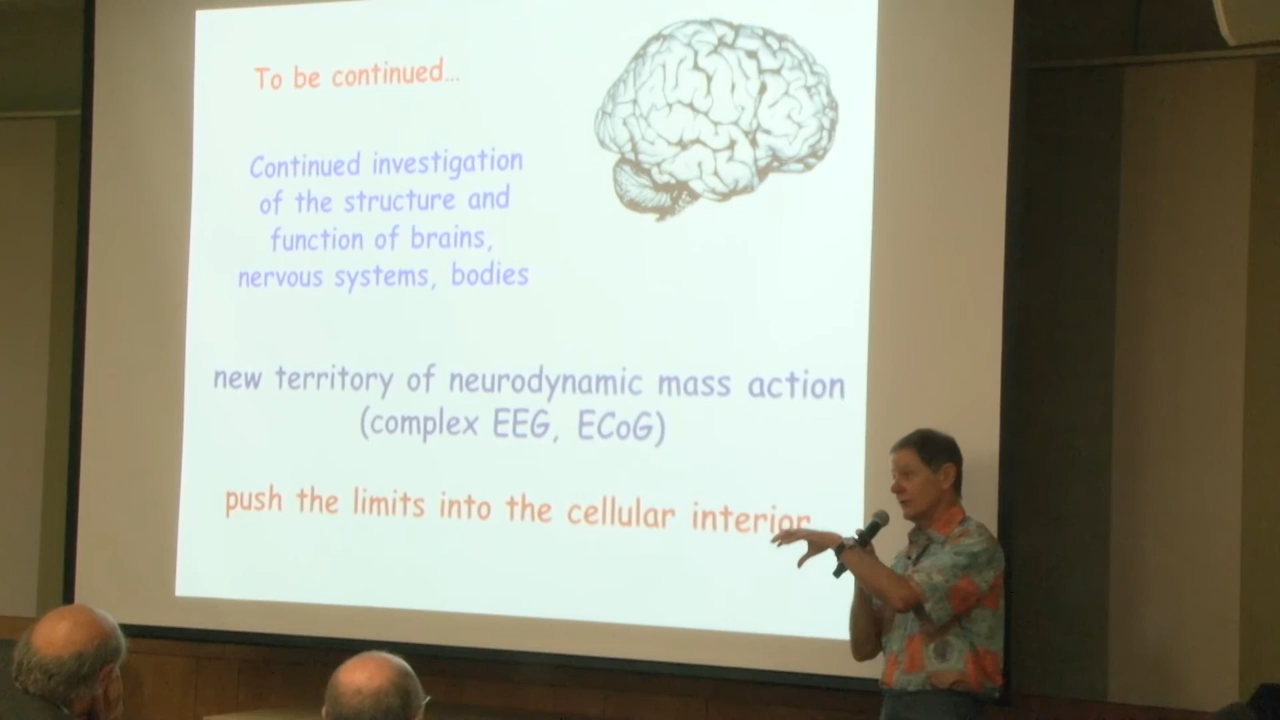 To be continued...
Continued investigation
of the structure and
function of brains,
nervous systems, bodies
new territory of neurodynamic mass action
(complex EEG, ECoG)
push the limits into the cellular interior